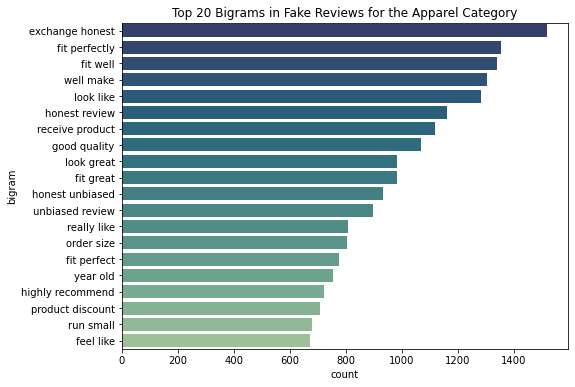 Top 20 Bigrams in Fake Reviews for the Apparel Category
exchange honest
fit perfectly
fit well
well make
look like
honest review
receive product
good quality
look great
fit great
honest unbiased
unbiased review
really like
order size
fit perfect
year old
highly recommend
product discount
run small
feel like
bigram
0 200 400 600 800 1000 1200 1400
count